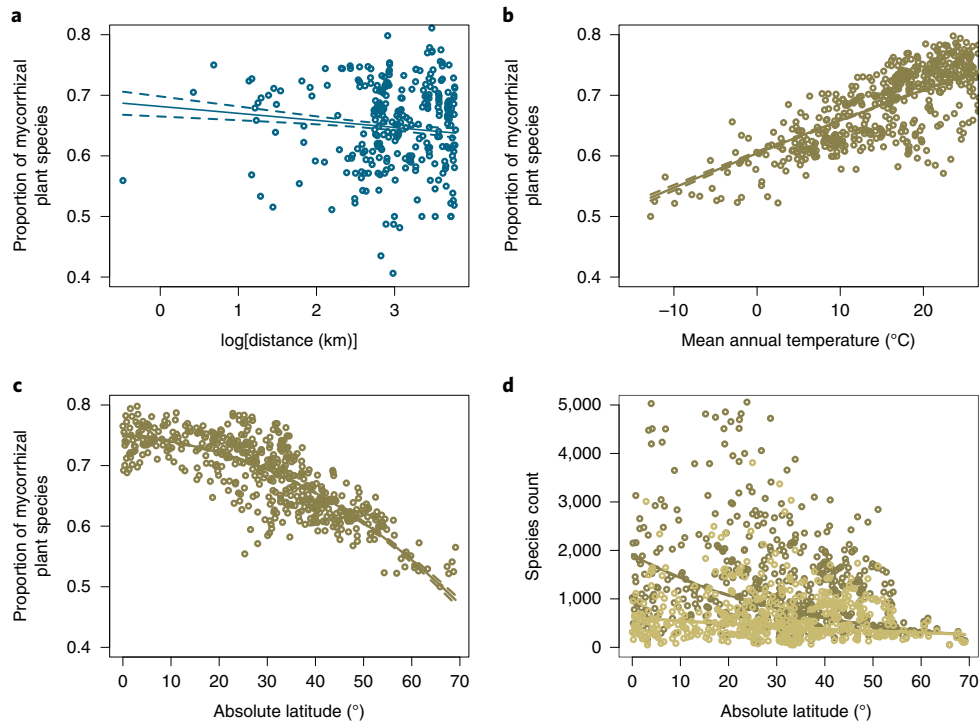 a
0.8
0.7
0.6
0.5
0.4
Proportion of mycorrhizal
plant species
0 1 2 3
log[distance (km)]
b
0.8
0.7
0.6
0.5
0.4
Proportion of mycorrhizal
plant species
−10 0 10 20
Mean annual temperature (°C)
c
0.8
0.7
0.6
0.5
0.4
Proportion of mycorrhizal
plant species
0 10 20 30 40 50 60 70
Absolute latitude (°)
d
5,000
4,000
3,000
2,000
1,000
0
Species count
0 10 20 30 40 50 60 70
Absolute latitude (°)